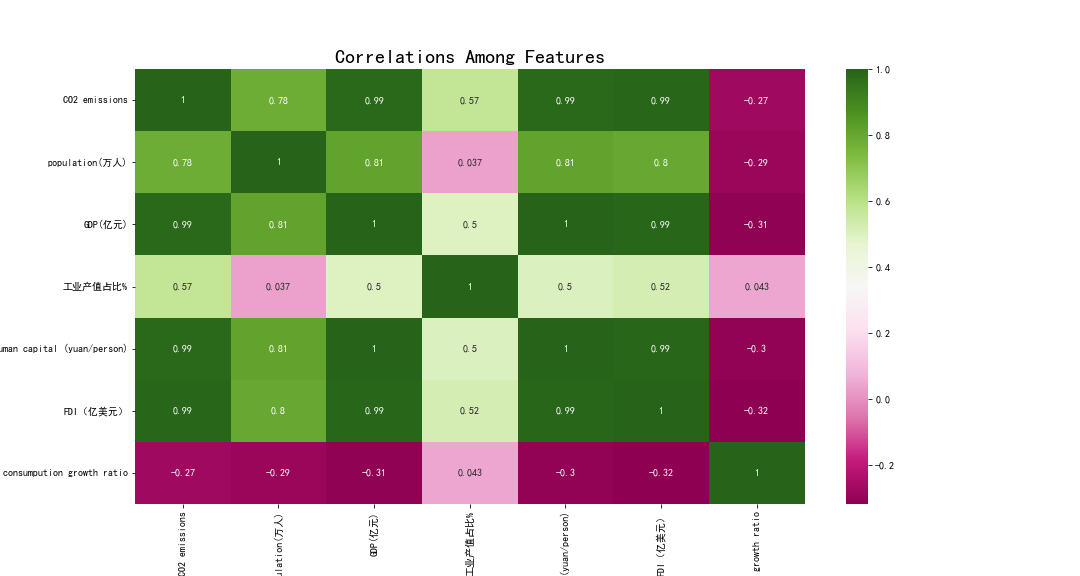 Correlations Among Features
CO2 emissions 1 0.78 0.99 0.57 0.99 0.99 -0.27 1.0
population(万人) 0.78 1 0.81 0.037 0.81 0.8 -0.29 0.8
GDP(亿元) 0.99 0.81 1 0.5 1 0.99 -0.31 0.6
工业产值占比% 0.57 0.037 0.5 1 0.5 0.52 0.043 0.4
uman capital (yuan/person) 0.99 0.81 1 0.5 1 0.99 -0.3 0.2
FDI (亿美元) 0.99 0.8 0.99 0.52 0.99 1 -0.32 0.0
consumpution growth ratio -0.27 -0.29 -0.31 0.043 -0.3 -0.32 1 -0.2
CO2 emissions
ulation(万人)
GDP(亿元)
工业产值占比%
(yuan/person)
FDI (亿美元)
growth ratio